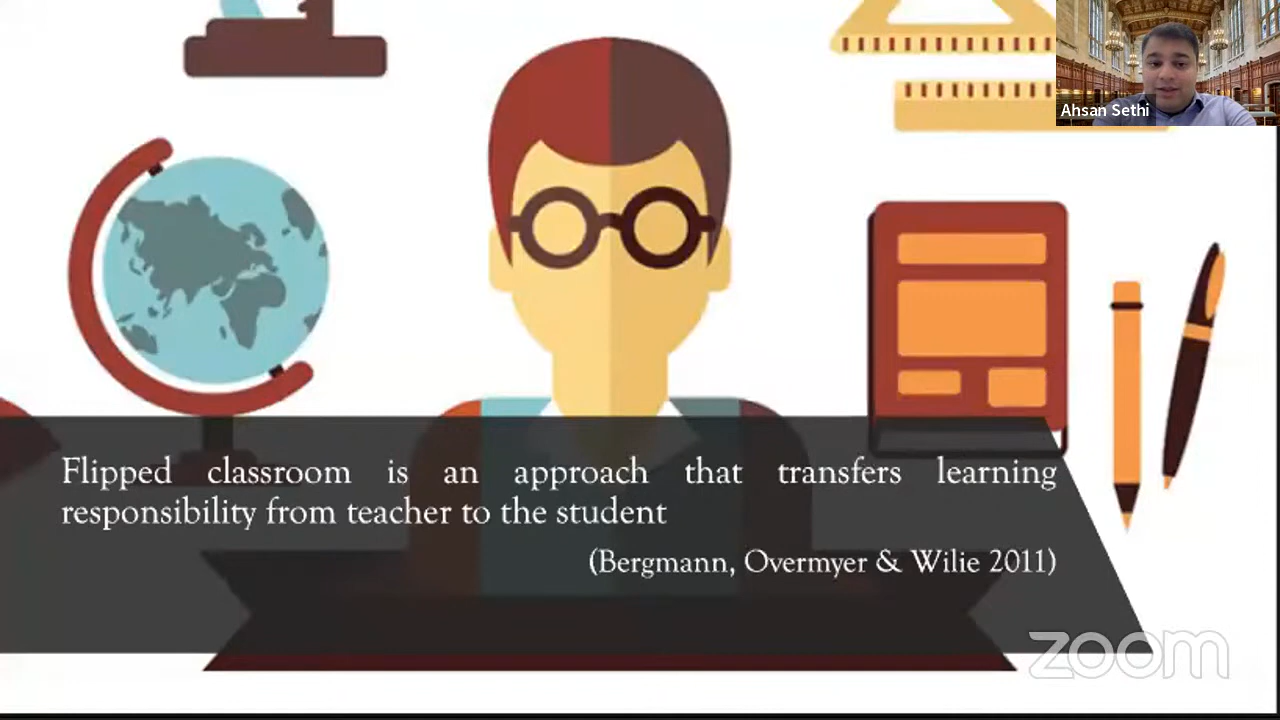 Ahsan Sethi
Flipped classroom is an approach that transfers learning
responsibility from teacher to the student
(Bergmann, Overmyer & Wilie 2011)
zoom